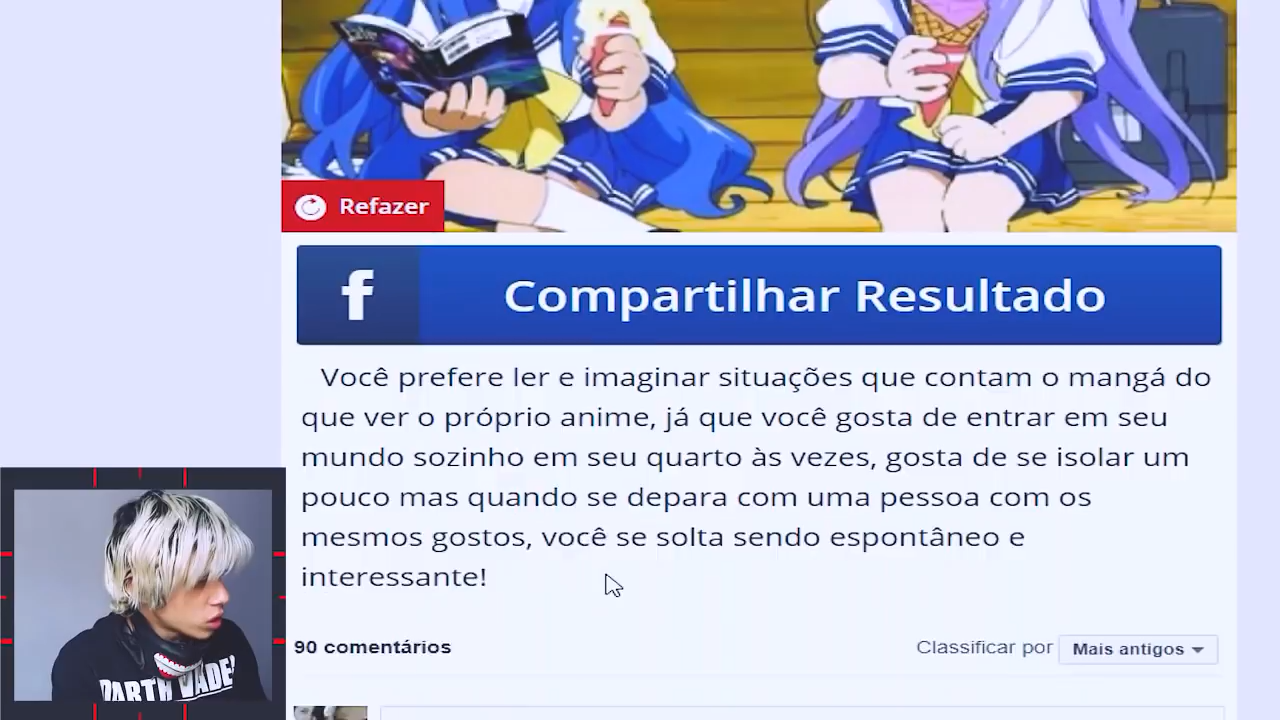 Refazer
f
Compartilhar Resultado
Você prefere ler e imaginar situações que contam o mangá do
que ver o próprio anime, já que você gosta de entrar em seu
mundo sozinho em seu quarto às vezes, gosta de se isolar um
pouco mas quando se depara com uma pessoa com os
mesmos gostos, você se solta sendo espontâneo e
interessante!
90 comentários
Classificar por
Mais antigos
DARTH VADE